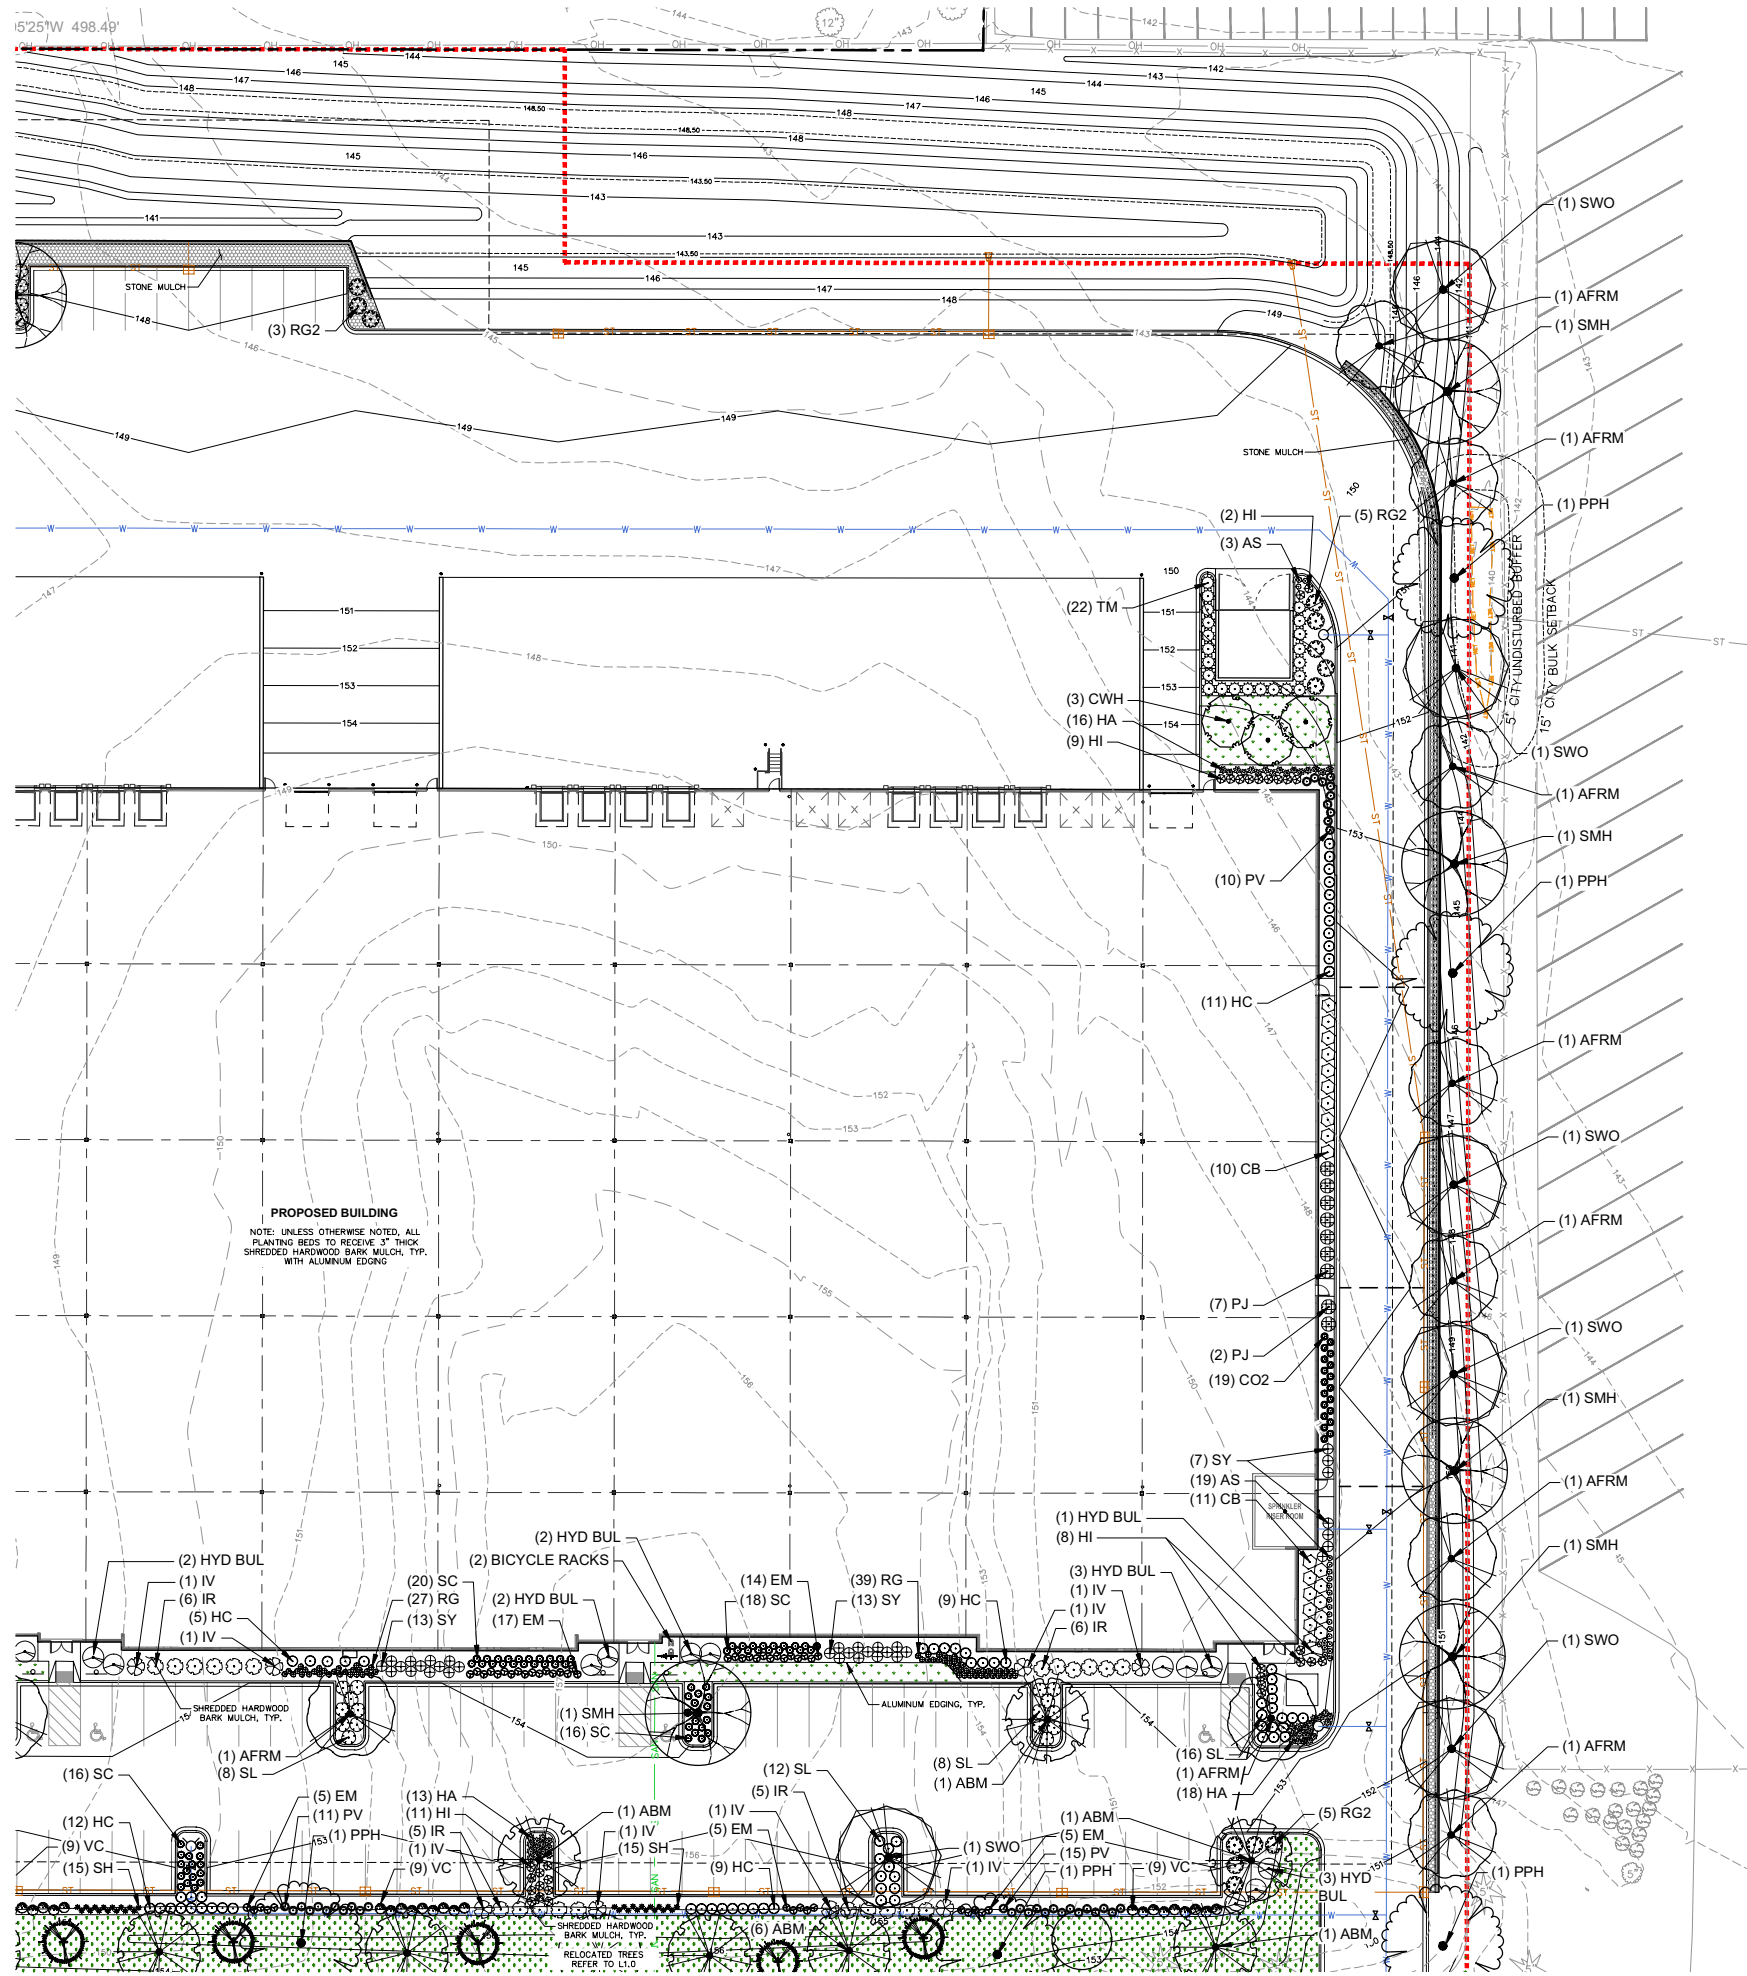 05'25"W  498.49'
12"
STONE MULCH
(3) RG2
(1) SWO
(1) AFRM
(1) SMH
(1) AFRM
STONE MULCH
(1) PPH
(2) HI
(5) RG2
(3) AS
(22) TM
5' CITY UNDISTURBED BUFFER
15' CITY BULK SETBACK
(3) CWH
(16) HA
(9) HI
(1) SWO
(1) AFRM
(1) SMH
(10) PV
(1) PPH
(11) HC
(1) AFRM
(10) CB
(1) SWO
PROPOSED BUILDING
NOTE: UNLESS OTHERWISE NOTED, ALL
PLANTING BEDS TO RECEIVE 3" THICK
SHREDDED HARDWOOD BARK MULCH, TYP.
WITH ALUMINUM EDGING
(1) AFRM
(7) PJ
(2) PJ
(19) CO2
(1) SWO
(1) SMH
(7) SY
(19) AS
(11) CB
SPRINKLER
RISER ROOM
(1) AFRM
(1) HYD BUL
(8) HI
(1) SMH
(2) HYD BUL
(1) IV
(6) IR
(5) HC
(1) IV
(20) SC
(27) RG
(13) SY
(2) HYD BUL
(2) BICYCLE RACKS
(2) HYD BUL
(17) EM
(14) EM
(18) SC
(39) RG
(13) SY
(9) HC
(3) HYD BUL
(1) IV
(1) IV
(6) IR
(1) SWO
SHREDDED HARDWOOD
BARK MULCH, TYP.
ALUMINUM EDGING, TYP.
(1) SMH
(16) SC
(1) AFRM
(8) SL
(8) SL
(1) ABM
(16) SL
(1) AFRM
(18) HA
(1) AFRM
(16) SC
(12) HC
(9) VC
(15) SH
(5) EM
(11) PV
(1) PPH
(13) HA
(11) HI
(5) IR
(1) IV
(9) VC
(1) ABM
(1) IV
(15) SH
(12) SL
(5) IR
(1) IV
(5) EM
(9) HC
(1) SWO
(1) IV
(6) ABM
(1) ABM
(5) EM
(15) PV
(1) PPH
(9) VC
(5) RG2
(3) HYD
BUL
(1) ABM
(1) PPH
SHREDDED HARDWOOD
BARK MULCH, TYP.
RELOCATED TREES
REFER TO L1.0